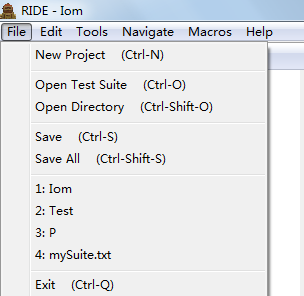 RIDE - Iom
File Edit Tools Navigate Macros Help
New Project (Ctrl-N)
Open Test Suite (Ctrl-O)
Open Directory (Ctrl-Shift-O)
Save (Ctrl-S)
Save All (Ctrl-Shift-S)
1: Iom
2: Test
3: P
4: mySuite.txt
Exit (Ctrl-Q)